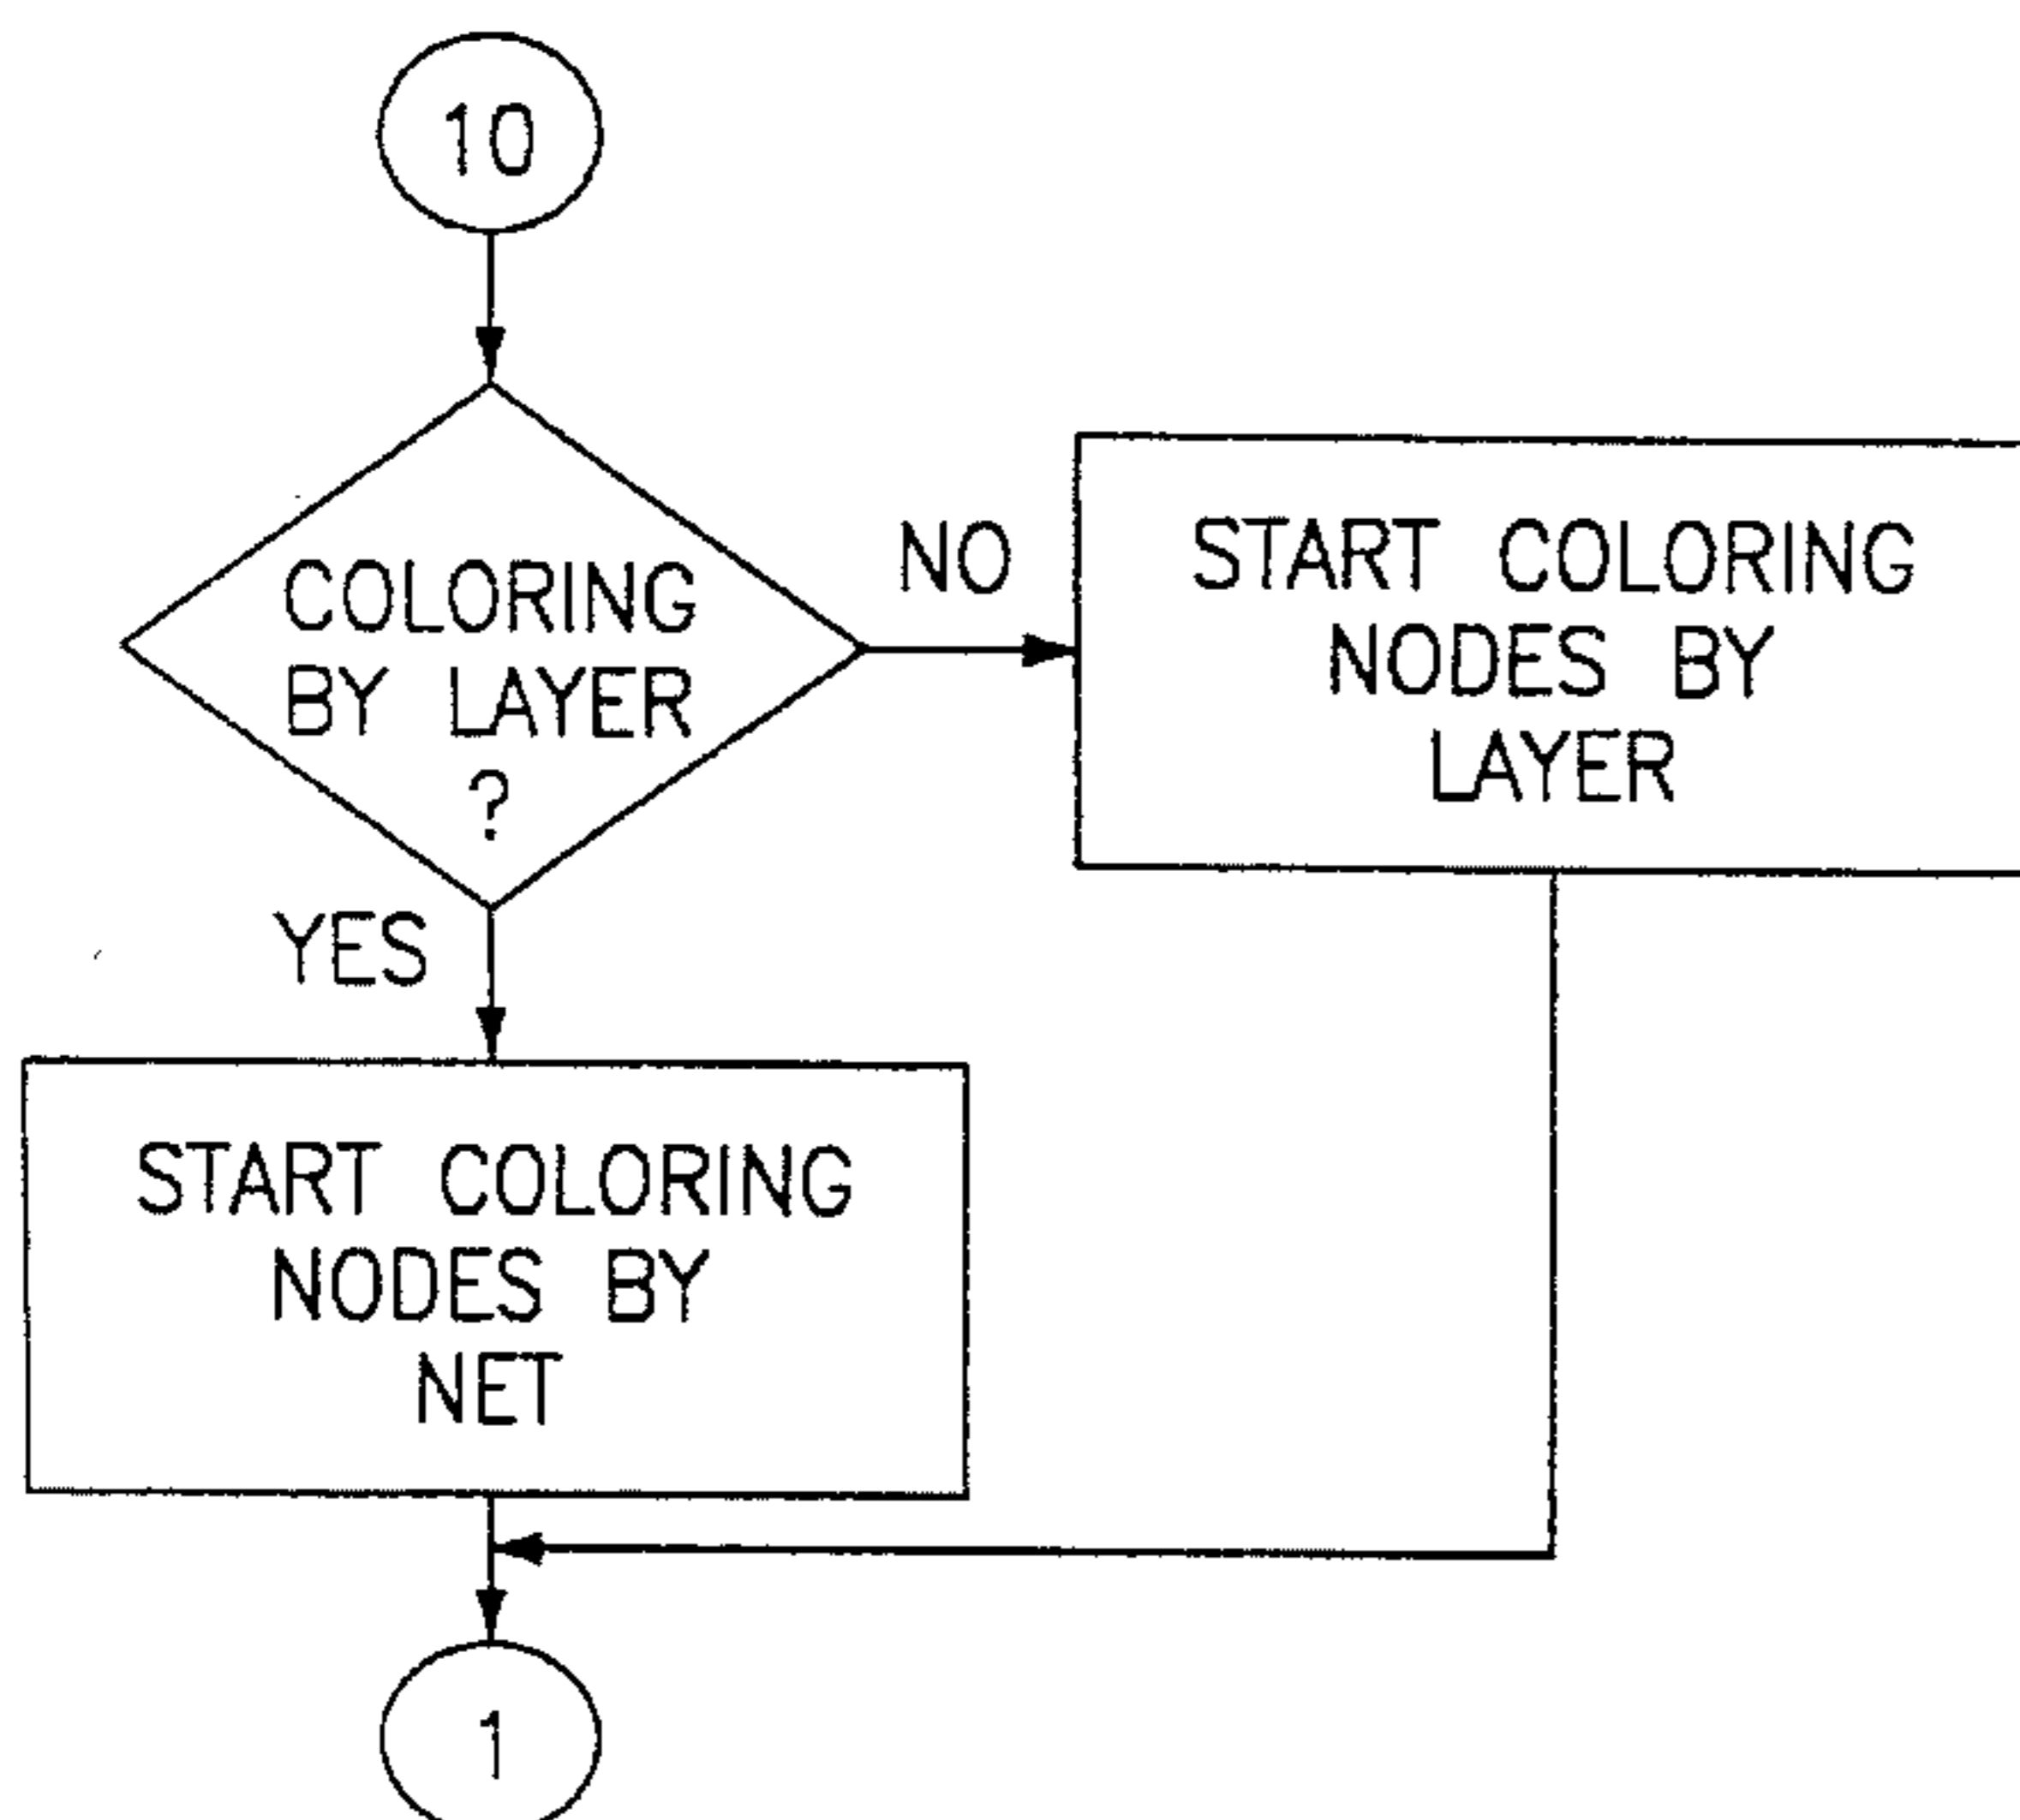 10
COLORING
BY LAYER
?
NO
START COLORING
NODES BY
LAYER
YES
START COLORING
NODES BY
NET
1